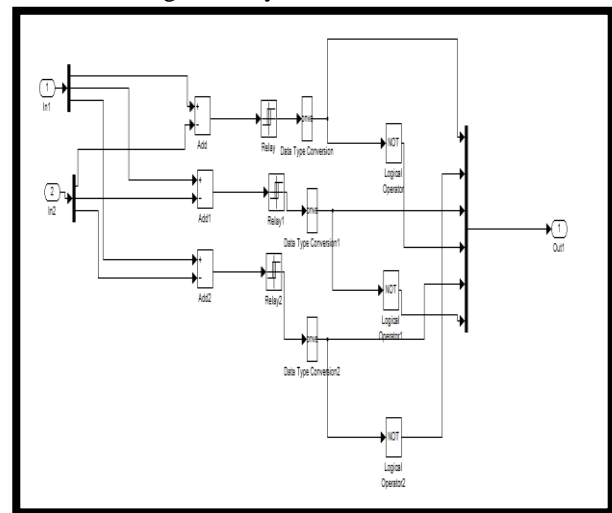 1
In1
2
In2
+
-
Add
+
-
Add1
+
-
Add2
Relay
Relay1
Relay2
Data Type Conversion
Data Type Conversion1
Data Type Conversion2
NOT
Logical
Operator
NOT
Logical
Operator1
NOT
Logical
Operator2
1
Out1